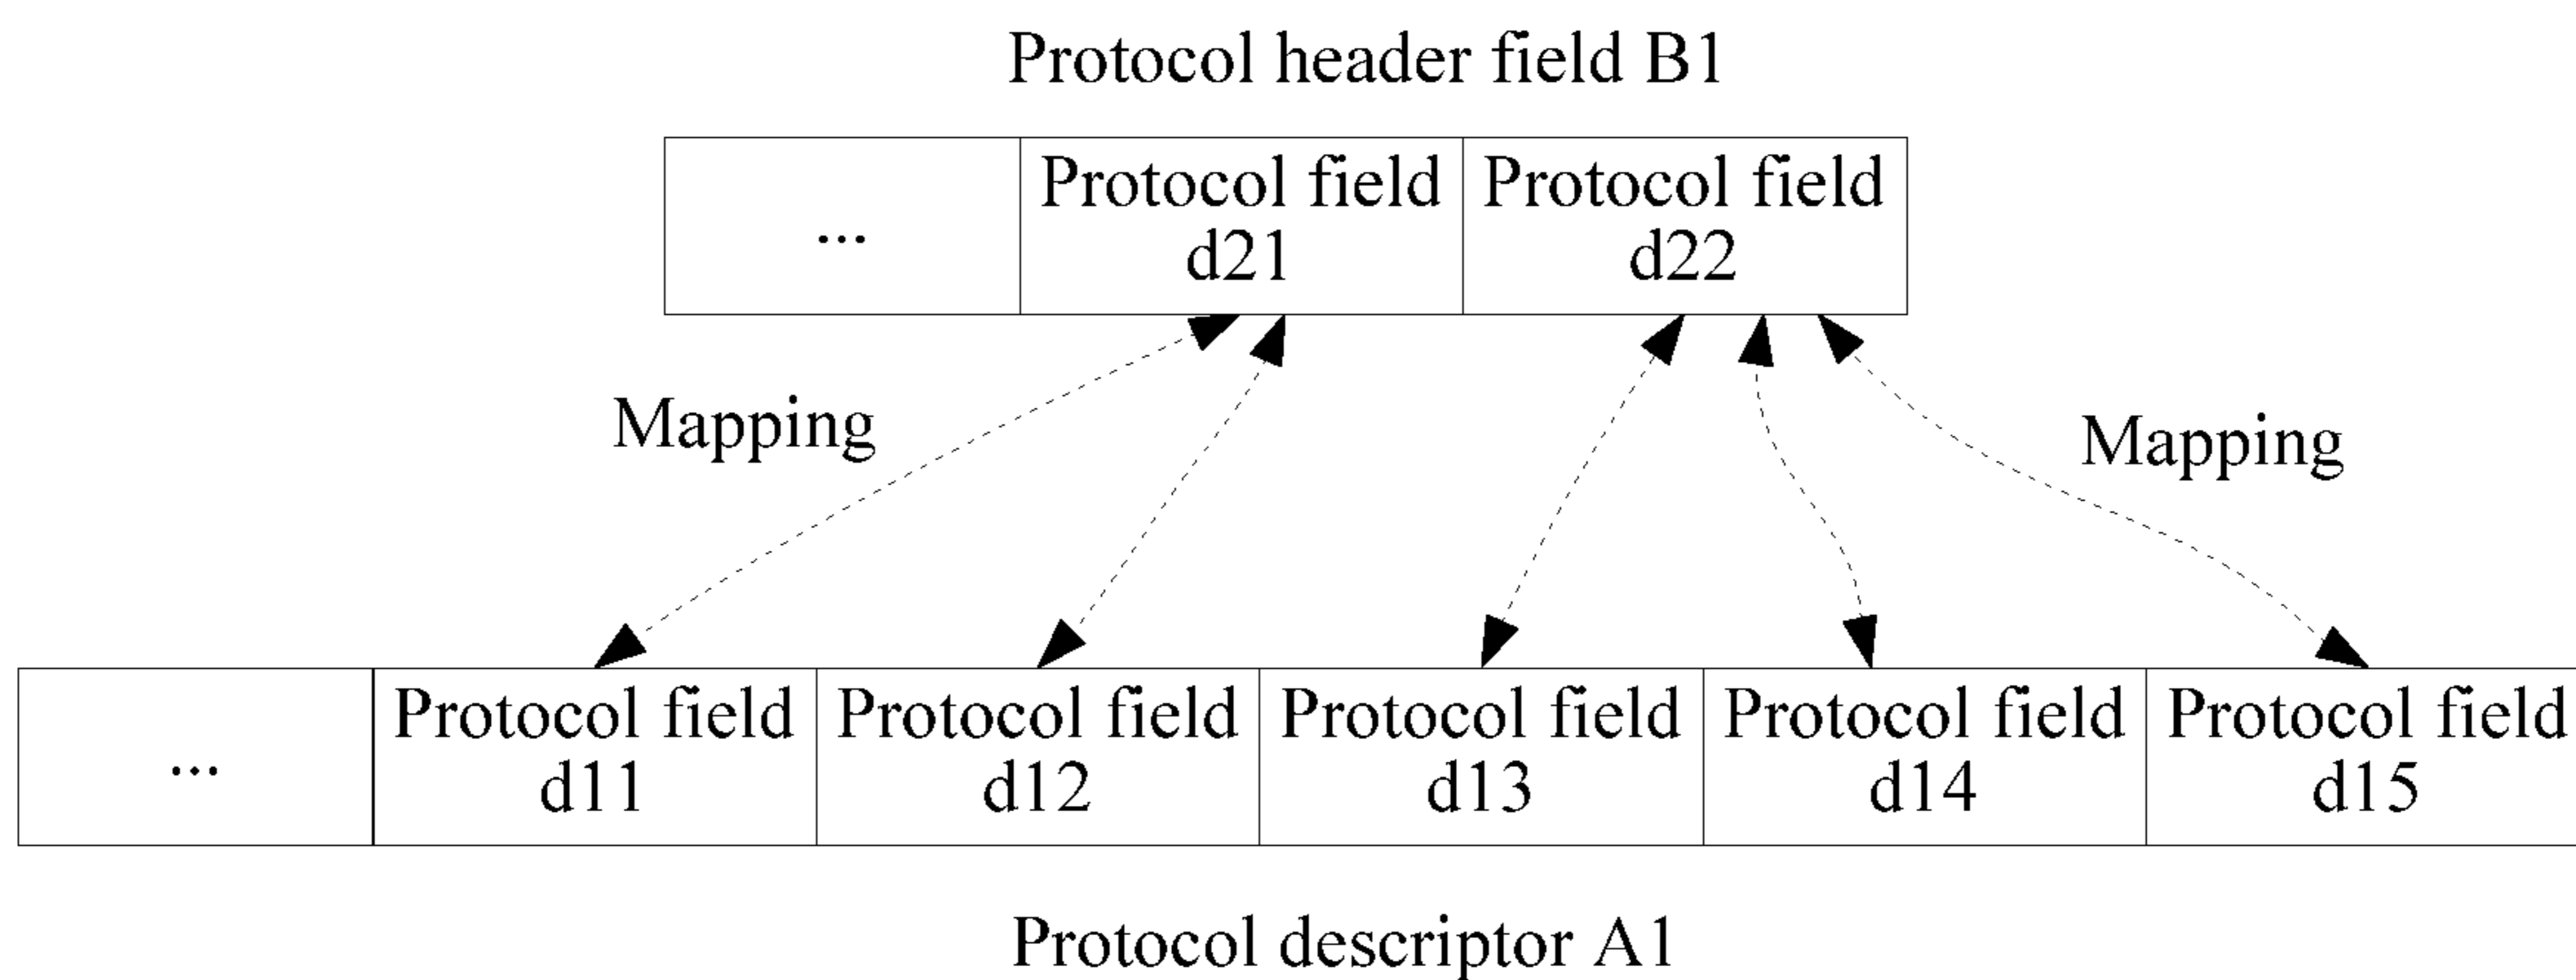 Protocol header field B1
...
Protocol field
d21
Protocol field
d22
Mapping
Mapping
...
Protocol field
d11
Protocol field
d12
Protocol field
d13
Protocol field
d14
Protocol field
d15
Protocol descriptor A1